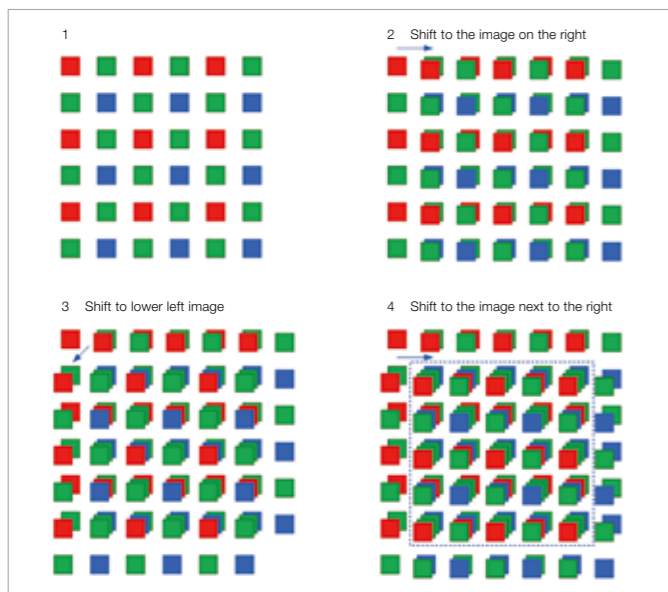 1
2 Shift to the image on the right
3 Shift to lower left image
4 Shift to the image next to the right